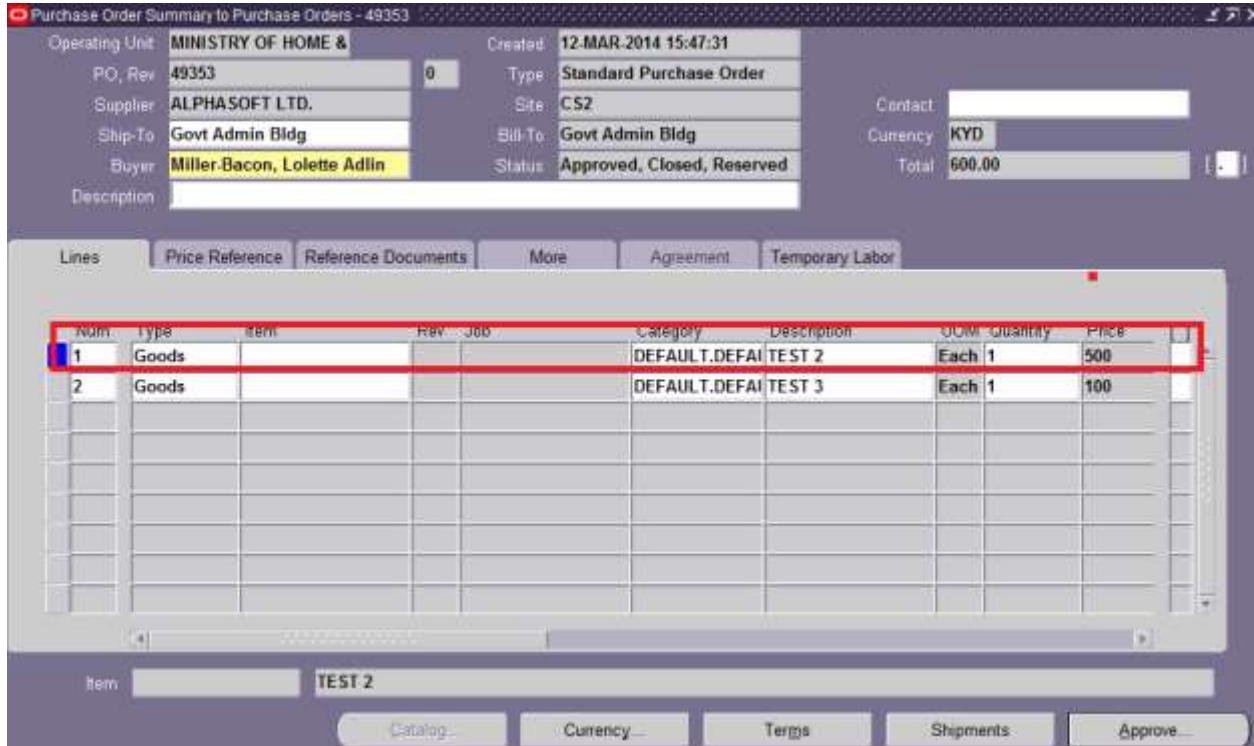 Purchase Order Summary to Purchase Orders - 49353
Operating Unit MINISTRY OF HOME & Created 12-MAR-2014 15:47:31
PO, Rev 49353 0 Type Standard Purchase Order
Supplier ALPHASOFT LTD. Site CS2 Contact
Ship-To Govt Admin Bldg Bill-To Govt Admin Bldg Currency KYD
Buyer Miller-Bacon, Lolette Adlin Status Approved, Closed, Reserved Total 600.00 [ . ]
Description
Lines Price Reference Reference Documents More Agreement Temporary Labor
Num Type Item Rev Job Category Description UOM Quantity Price [ ]
1 Goods DEFAULT.DEFAI TEST 2 Each 1 500
2 Goods DEFAULT.DEFAI TEST 3 Each 1 100
Item TEST 2
Catalog... Currency... Terms Shipments Approve...